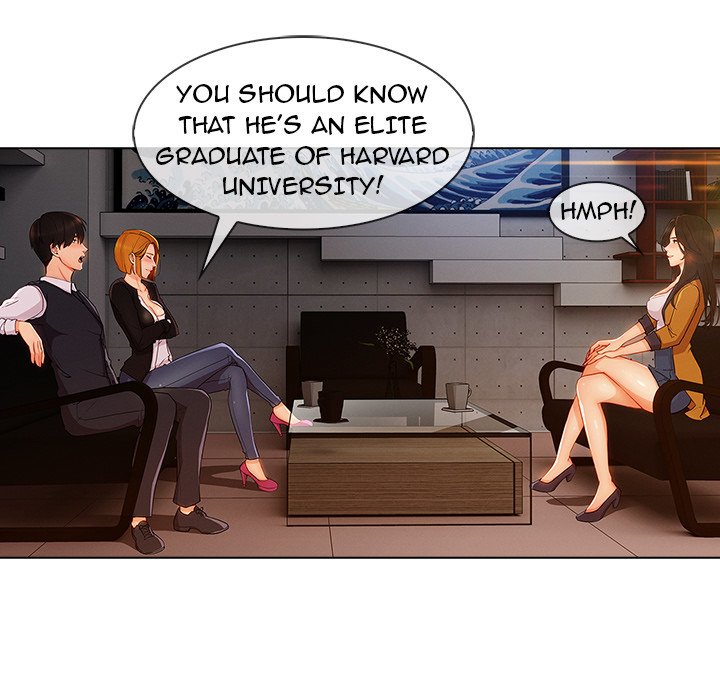 YOU SHOULD KNOW
THAT HE'S AN ELITE
GRADUATE OF HARVARD
UNIVERSITY!
HMPH!